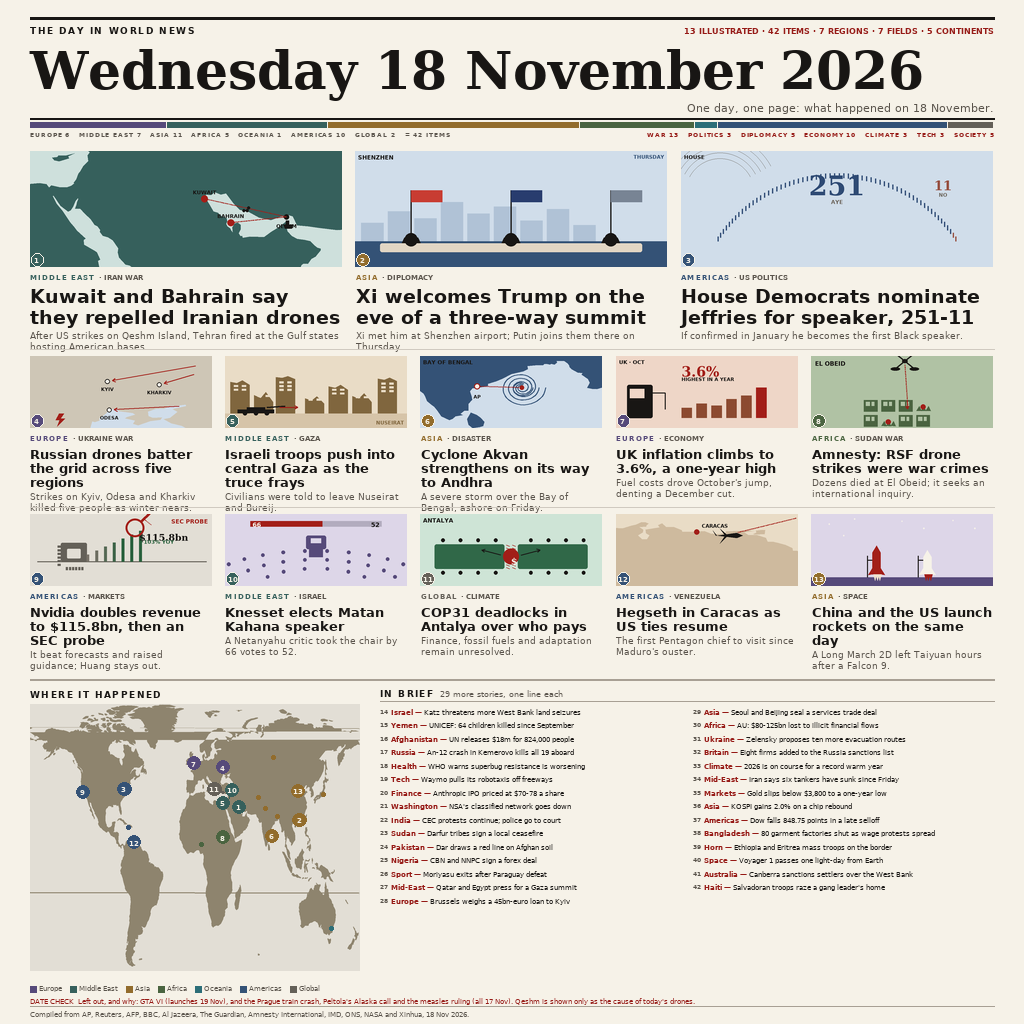 THE DAY IN WORLD NEWS
13 ILLUSTRATED · 42 ITEMS · 7 REGIONS · 7 FIELDS · 5 CONTINENTS
Wednesday 18 November 2026
One day, one page: what happened on 18 November.
EUROPE 6 MIDDLE EAST 7 ASIA 11 AFRICA 5 OCEANIA 1 AMERICAS 10 GLOBAL 2 = 42 ITEMS
WAR 13 POLITICS 3 DIPLOMACY 5 ECONOMY 10 CLIMATE 3 TECH 3 SOCIETY 5
KUWAIT
BAHRAIN
QESHM
1
MIDDLE EAST · IRAN WAR
Kuwait and Bahrain say
they repelled Iranian drones
After US strikes on Qeshm Island, Tehran fired at the Gulf states
hosting American bases.
SHENZHEN
THURSDAY
2
ASIA · DIPLOMACY
Xi welcomes Trump on the
eve of a three-way summit
Xi met him at Shenzhen airport; Putin joins them there on
Thursday.
HOUSE
251
AYE
11
NO
3
AMERICAS · US POLITICS
House Democrats nominate
Jeffries for speaker, 251-11
If confirmed in January he becomes the first Black speaker.
KYIV
KHARKIV
ODESA
4
EUROPE · UKRAINE WAR
Russian drones batter
the grid across five
regions
Strikes on Kyiv, Odesa and Kharkiv
killed five people as winter nears.
NUSEIRAT
5
MIDDLE EAST · GAZA
Israeli troops push into
central Gaza as the
truce frays
Civilians were told to leave Nuseirat
and Bureij.
BAY OF BENGAL
AP
6
ASIA · DISASTER
Cyclone Akvan
strengthens on its way
to Andhra
A severe storm over the Bay of
Bengal, ashore on Friday.
UK · OCT
3.6%
HIGHEST IN A YEAR
7
EUROPE · ECONOMY
UK inflation climbs to
3.6%, a one-year high
Fuel costs drove October's jump,
denting a December cut.
EL OBEID
8
AFRICA · SUDAN WAR
Amnesty: RSF drone
strikes were war crimes
Dozens died at El Obeid; it seeks an
international inquiry.
SEC PROBE
$115.8bn
103% YOY
9
AMERICAS · MARKETS
Nvidia doubles revenue
to $115.8bn, then an
SEC probe
It beat forecasts and raised
guidance; Huang stays out.
66
52
10
MIDDLE EAST · ISRAEL
Knesset elects Matan
Kahana speaker
A Netanyahu critic took the chair by
66 votes to 52.
ANTALYA
11
GLOBAL · CLIMATE
COP31 deadlocks in
Antalya over who pays
Finance, fossil fuels and adaptation
remain unresolved.
CARACAS
12
AMERICAS · VENEZUELA
Hegseth in Caracas as
US ties resume
The first Pentagon chief to visit since
Maduro's ouster.
13
ASIA · SPACE
China and the US launch
rockets on the same
day
A Long March 2D left Taiyuan hours
after a Falcon 9.
WHERE IT HAPPENED
7
4
9
3
11
10
5
1
13
2
6
8
12
Europe Middle East Asia Africa Oceania Americas Global
IN BRIEF 29 more stories, one line each
14 Israel — Katz threatens more West Bank land seizures
15 Yemen — UNICEF: 64 children killed since September
16 Afghanistan — UN releases $18m for 824,000 people
17 Russia — An-12 crash in Kemerovo kills all 19 aboard
18 Health — WHO warns superbug resistance is worsening
19 Tech — Waymo pulls its robotaxis off freeways
20 Finance — Anthropic IPO priced at $70-78 a share
21 Washington — NSA's classified network goes down
22 India — CEC protests continue; police go to court
23 Sudan — Darfur tribes sign a local ceasefire
24 Pakistan — Dar draws a red line on Afghan soil
25 Nigeria — CBN and NNPC sign a forex deal
26 Sport — Moriyasu exits after Paraguay defeat
27 Mid-East — Qatar and Egypt press for a Gaza summit
28 Europe — Brussels weighs a 45bn-euro loan to Kyiv
29 Asia — Seoul and Beijing seal a services trade deal
30 Africa — AU: $80-125bn lost to illicit financial flows
31 Ukraine — Zelensky proposes ten more evacuation routes
32 Britain — Eight firms added to the Russia sanctions list
33 Climate — 2026 is on course for a record warm year
34 Mid-East — Iran says six tankers have sunk since Friday
35 Markets — Gold slips below $3,800 to a one-year low
36 Asia — KOSPI gains 2.0% on a chip rebound
37 Americas — Dow falls 848.75 points in a late selloff
38 Bangladesh — 80 garment factories shut as wage protests spread
39 Horn — Ethiopia and Eritrea mass troops on the border
40 Space — Voyager 1 passes one light-day from Earth
41 Australia — Canberra sanctions settlers over the West Bank
42 Haiti — Salvadoran troops raze a gang leader's home
DATE CHECK Left out, and why: GTA VI (launches 19 Nov), and the Prague train crash, Peltola's Alaska call and the measles ruling (all 17 Nov). Qeshm is shown only as the cause of today's drones.
Compiled from AP, Reuters, AFP, BBC, Al Jazeera, The Guardian, Amnesty International, IMD, ONS, NASA and Xinhua, 18 Nov 2026.